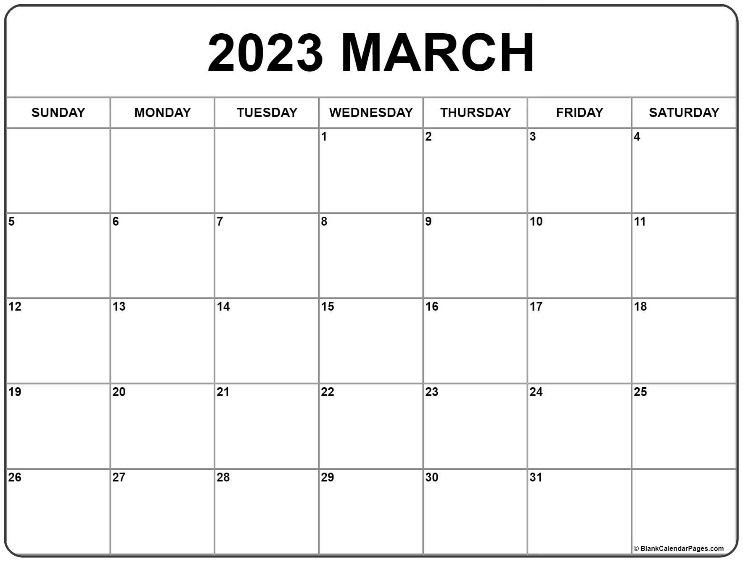 2023 MARCH
SUNDAY MONDAY TUESDAY WEDNESDAY THURSDAY FRIDAY SATURDAY
1 2 3 4
5 6 7 8 9 10 11
12 13 14 15 16 17 18
19 20 21 22 23 24 25
26 27 28 29 30 31
© BlankCalendarPages.com